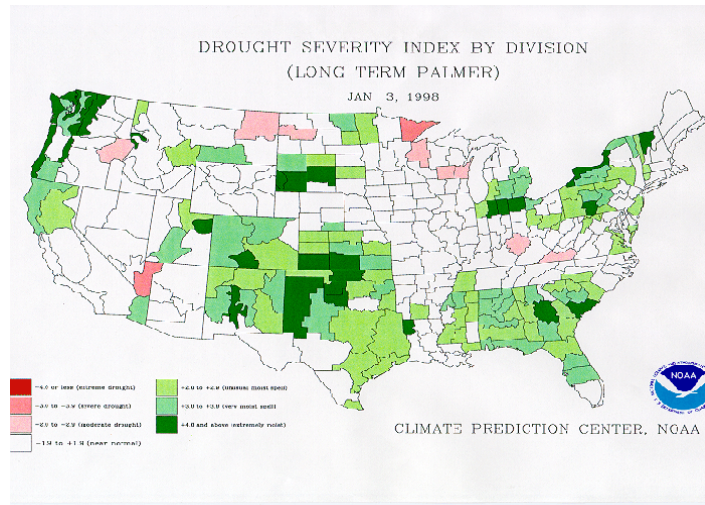 DROUGHT SEVERITY INDEX BY DIVISION
(LONG TERM PALMER)
JAN 3, 1998
-4.0 or less (extreme drought)
-3.0 to -3.9 (severe drought)
-2.0 to -2.9 (moderate drought)
-1.9 to +1.9 (near normal)
+2.0 to +2.9 (unusual moist spell)
+3.0 to +3.9 (very moist spell)
+4.0 and above (extremely moist)
NOAA
CLIMATE PREDICTION CENTER, NOAA